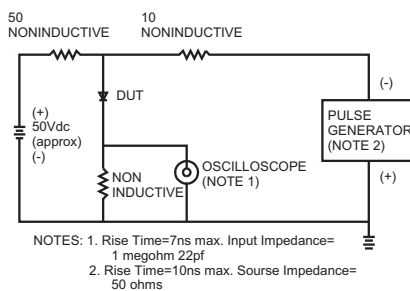 50
NONINDUCTIVE
10
NONINDUCTIVE
DUT
(+)
50Vdc
(approx)
(-)
(-)
PULSE
GENERATOR
(NOTE 2)
(+)
NON
INDUCTIVE
OSCILLOSCOPE
(NOTE 1)
NOTES: 1. Rise Time=7ns max. Input Impedance=
1 megohm 22pf
2. Rise Time=10ns max. Sourse Impedance=
50 ohms